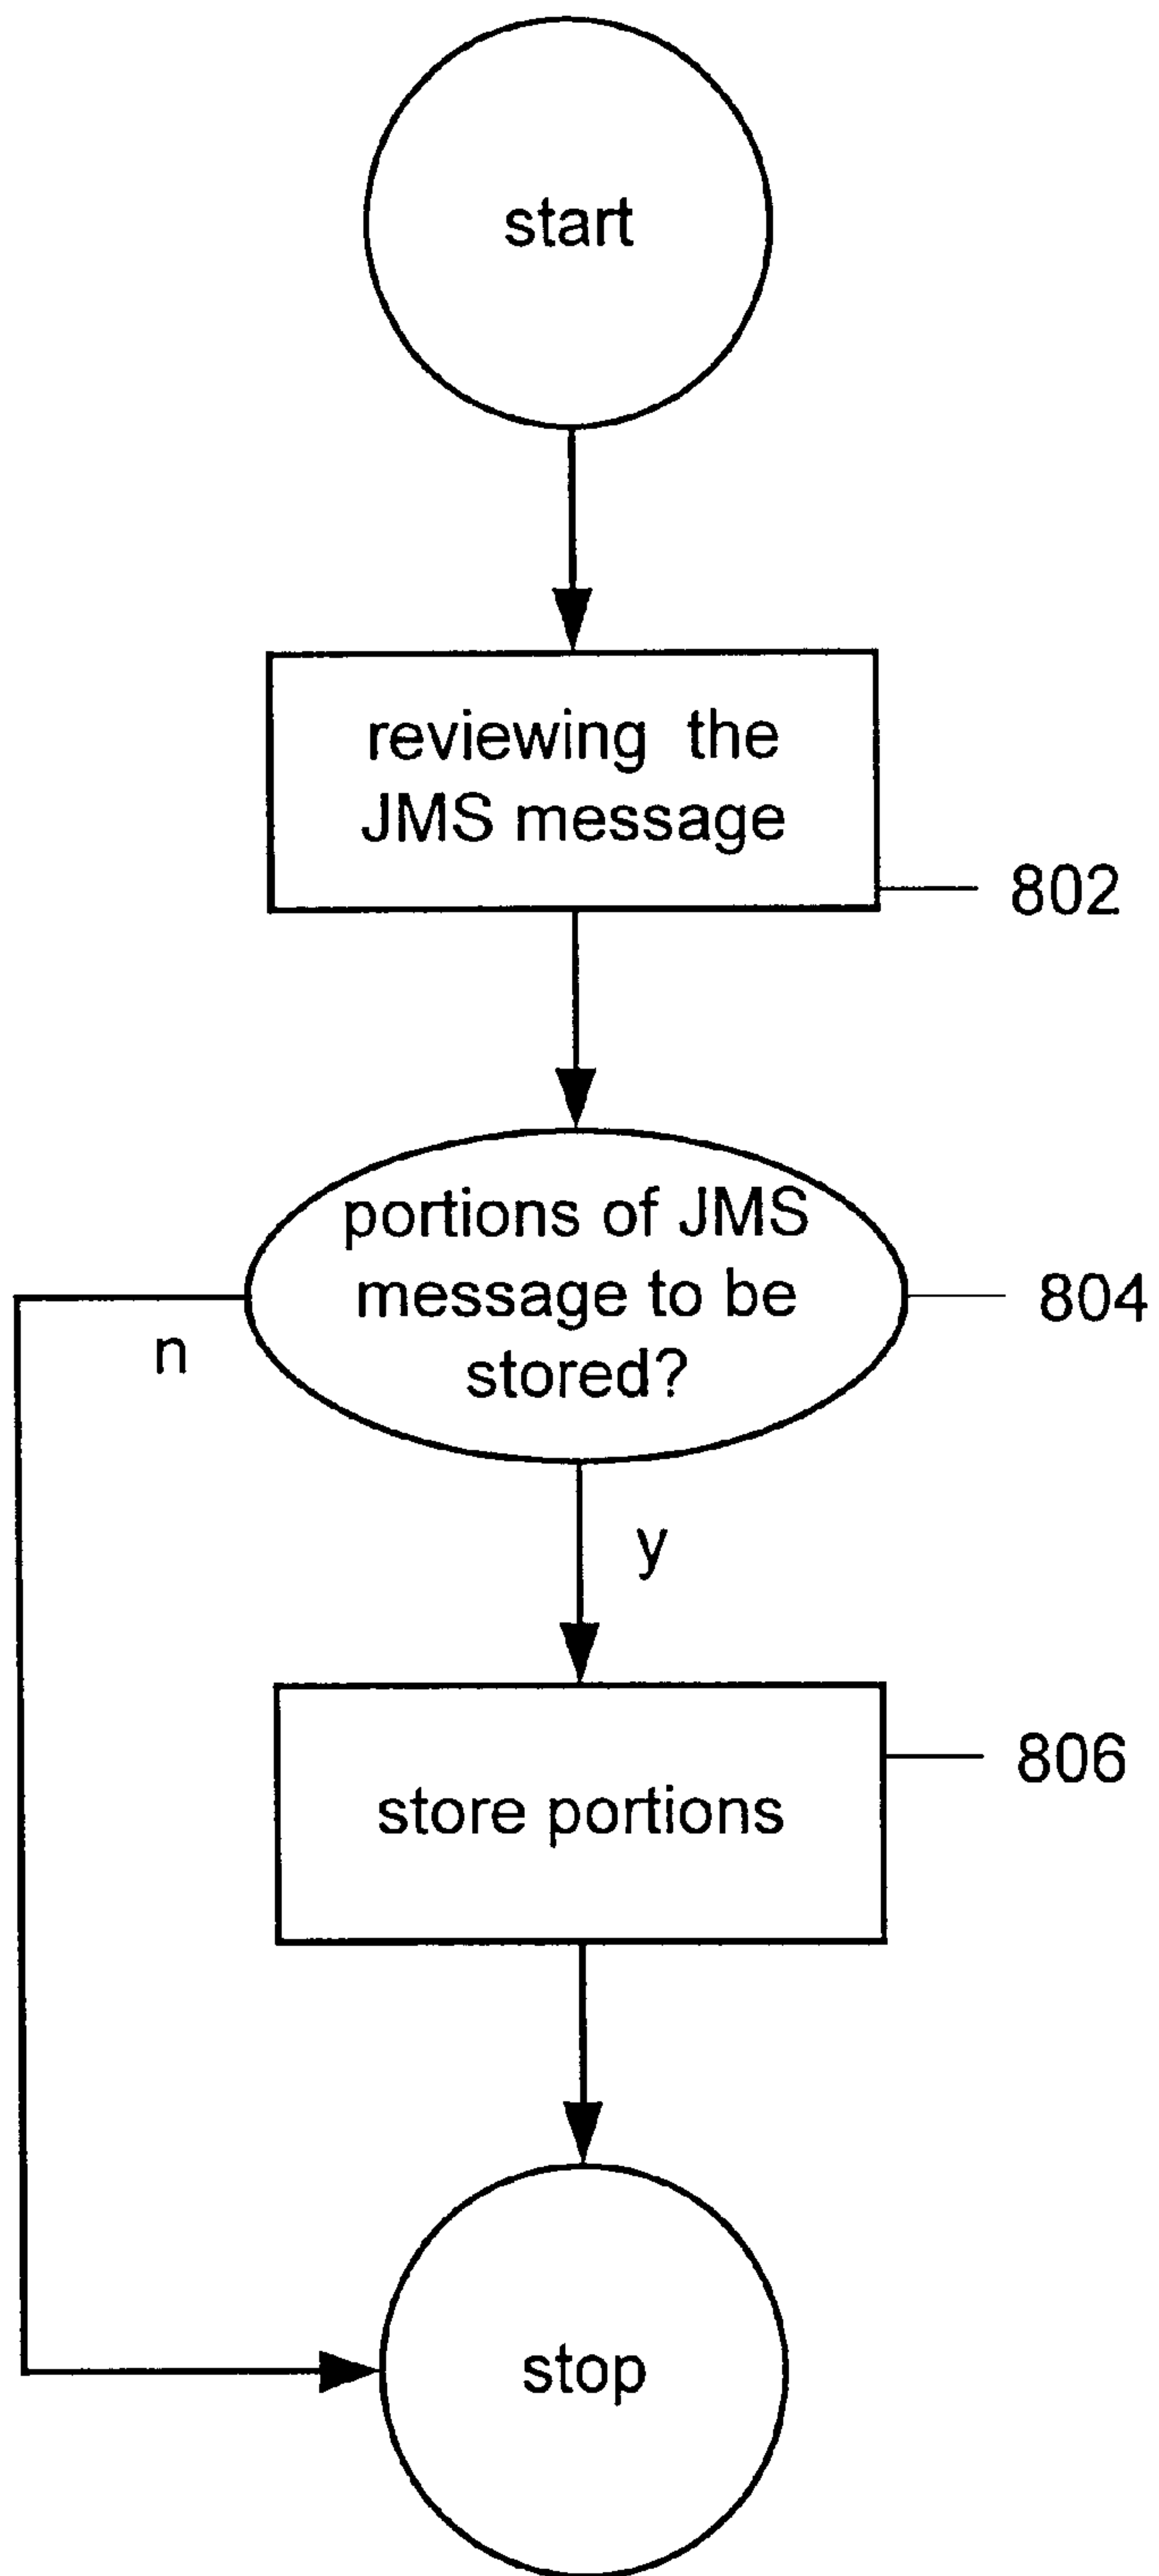 start
reviewing the
JMS message
802
portions of JMS
message to be
stored?
804
n
y
806
store portions
stop